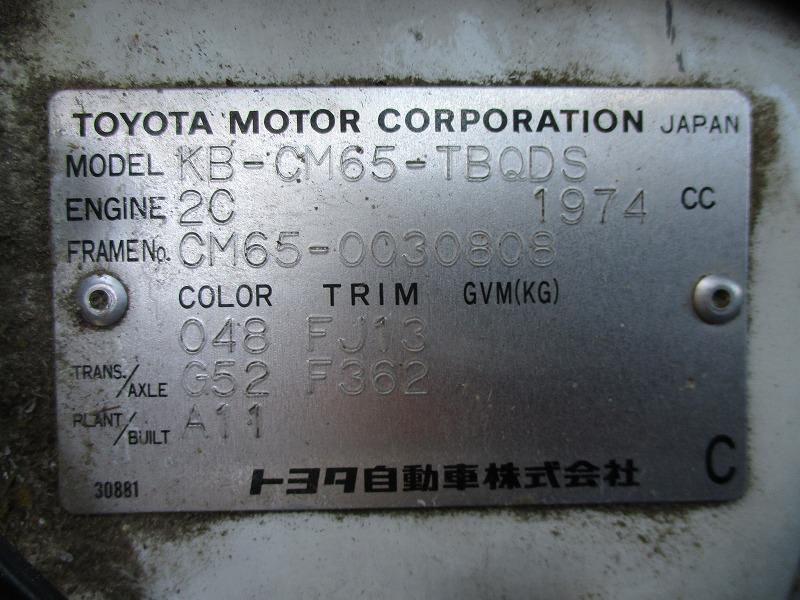 TOYOTA MOTOR CORPORATION JAPAN
MODEL KB-CM65-TBQDS
ENGINE 2C 1974 CC
FRAME No. CM65-0030808
COLOR TRIM GVM(KG)
048 FJ13
TRANS./AXLE G52 F362
PLANT/BUILT A11
30881 トヨタ自動車株式会社 C